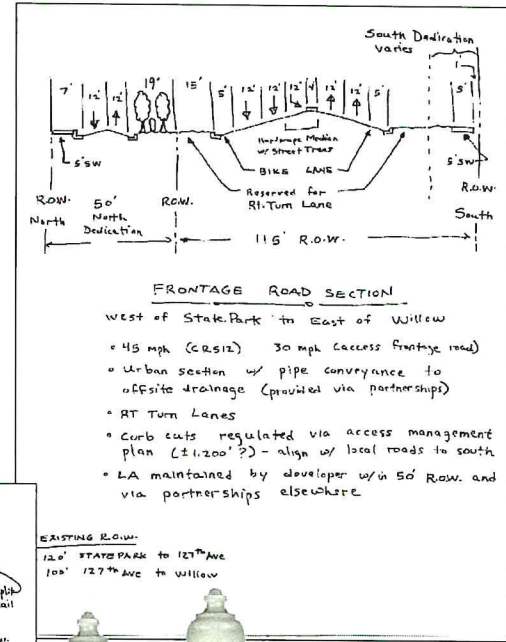 South Dedication
varies
7' 12' 12' 19' 15' 5' 12' 12' 12' 4' 12' 12' 5' 5'
Hardscape Median
w/ Street Trees
5' SW
BIKE LANE
5' SW
Reserved for
Rt. Turn Lane
R.O.W.
North
50'
North
Dedication
R.O.W.
R.O.W.
South
115' R.O.W.
FRONTAGE ROAD SECTION
West of State Park to East of Willow
• 45 mph (CR512) 30 mph (access frontage road)
• Urban section w/ pipe conveyance to
offsite drainage (provided via partnerships)
• RT Turn Lanes
• Curb cuts regulated via access management
plan (±1,200'?) - align w/ local roads to south
• LA maintained by developer w/in 50' R.O.W. and
via partnerships elsewhere
EXISTING R.O.W.
120' STATE PARK to 127th Ave
100' 127th Ave to Willow